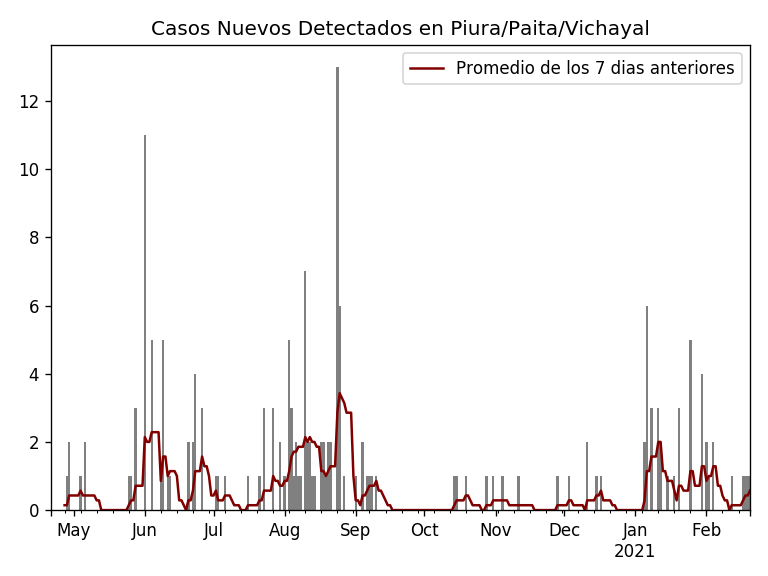 Casos Nuevos Detectados en Piura/Paita/Vichayal
Promedio de los 7 dias anteriores
12
10
8
6
4
2
0
May Jun Jul Aug Sep Oct Nov Dec Jan Feb
2021